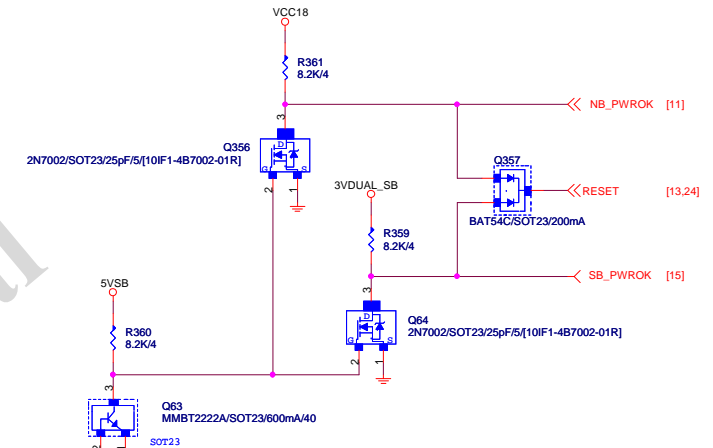 VCC18
R361
8.2K/4
NB_PWROK [11]
3
Q356
D
2N7002/SOT23/25pF/5/[10IF1-4B7002-01R]
G
S
2
1
Q357
3VDUAL_SB
RESET [13,24]
BAT54C/SOT23/200mA
R359
8.2K/4
5VSB
SB_PWROK [15]
3
D
Q64
2N7002/SOT23/25pF/5/[10IF1-4B7002-01R]
G
S
R360
8.2K/4
2
1
3
Q63
MMBT2222A/SOT23/600mA/40
SOT23